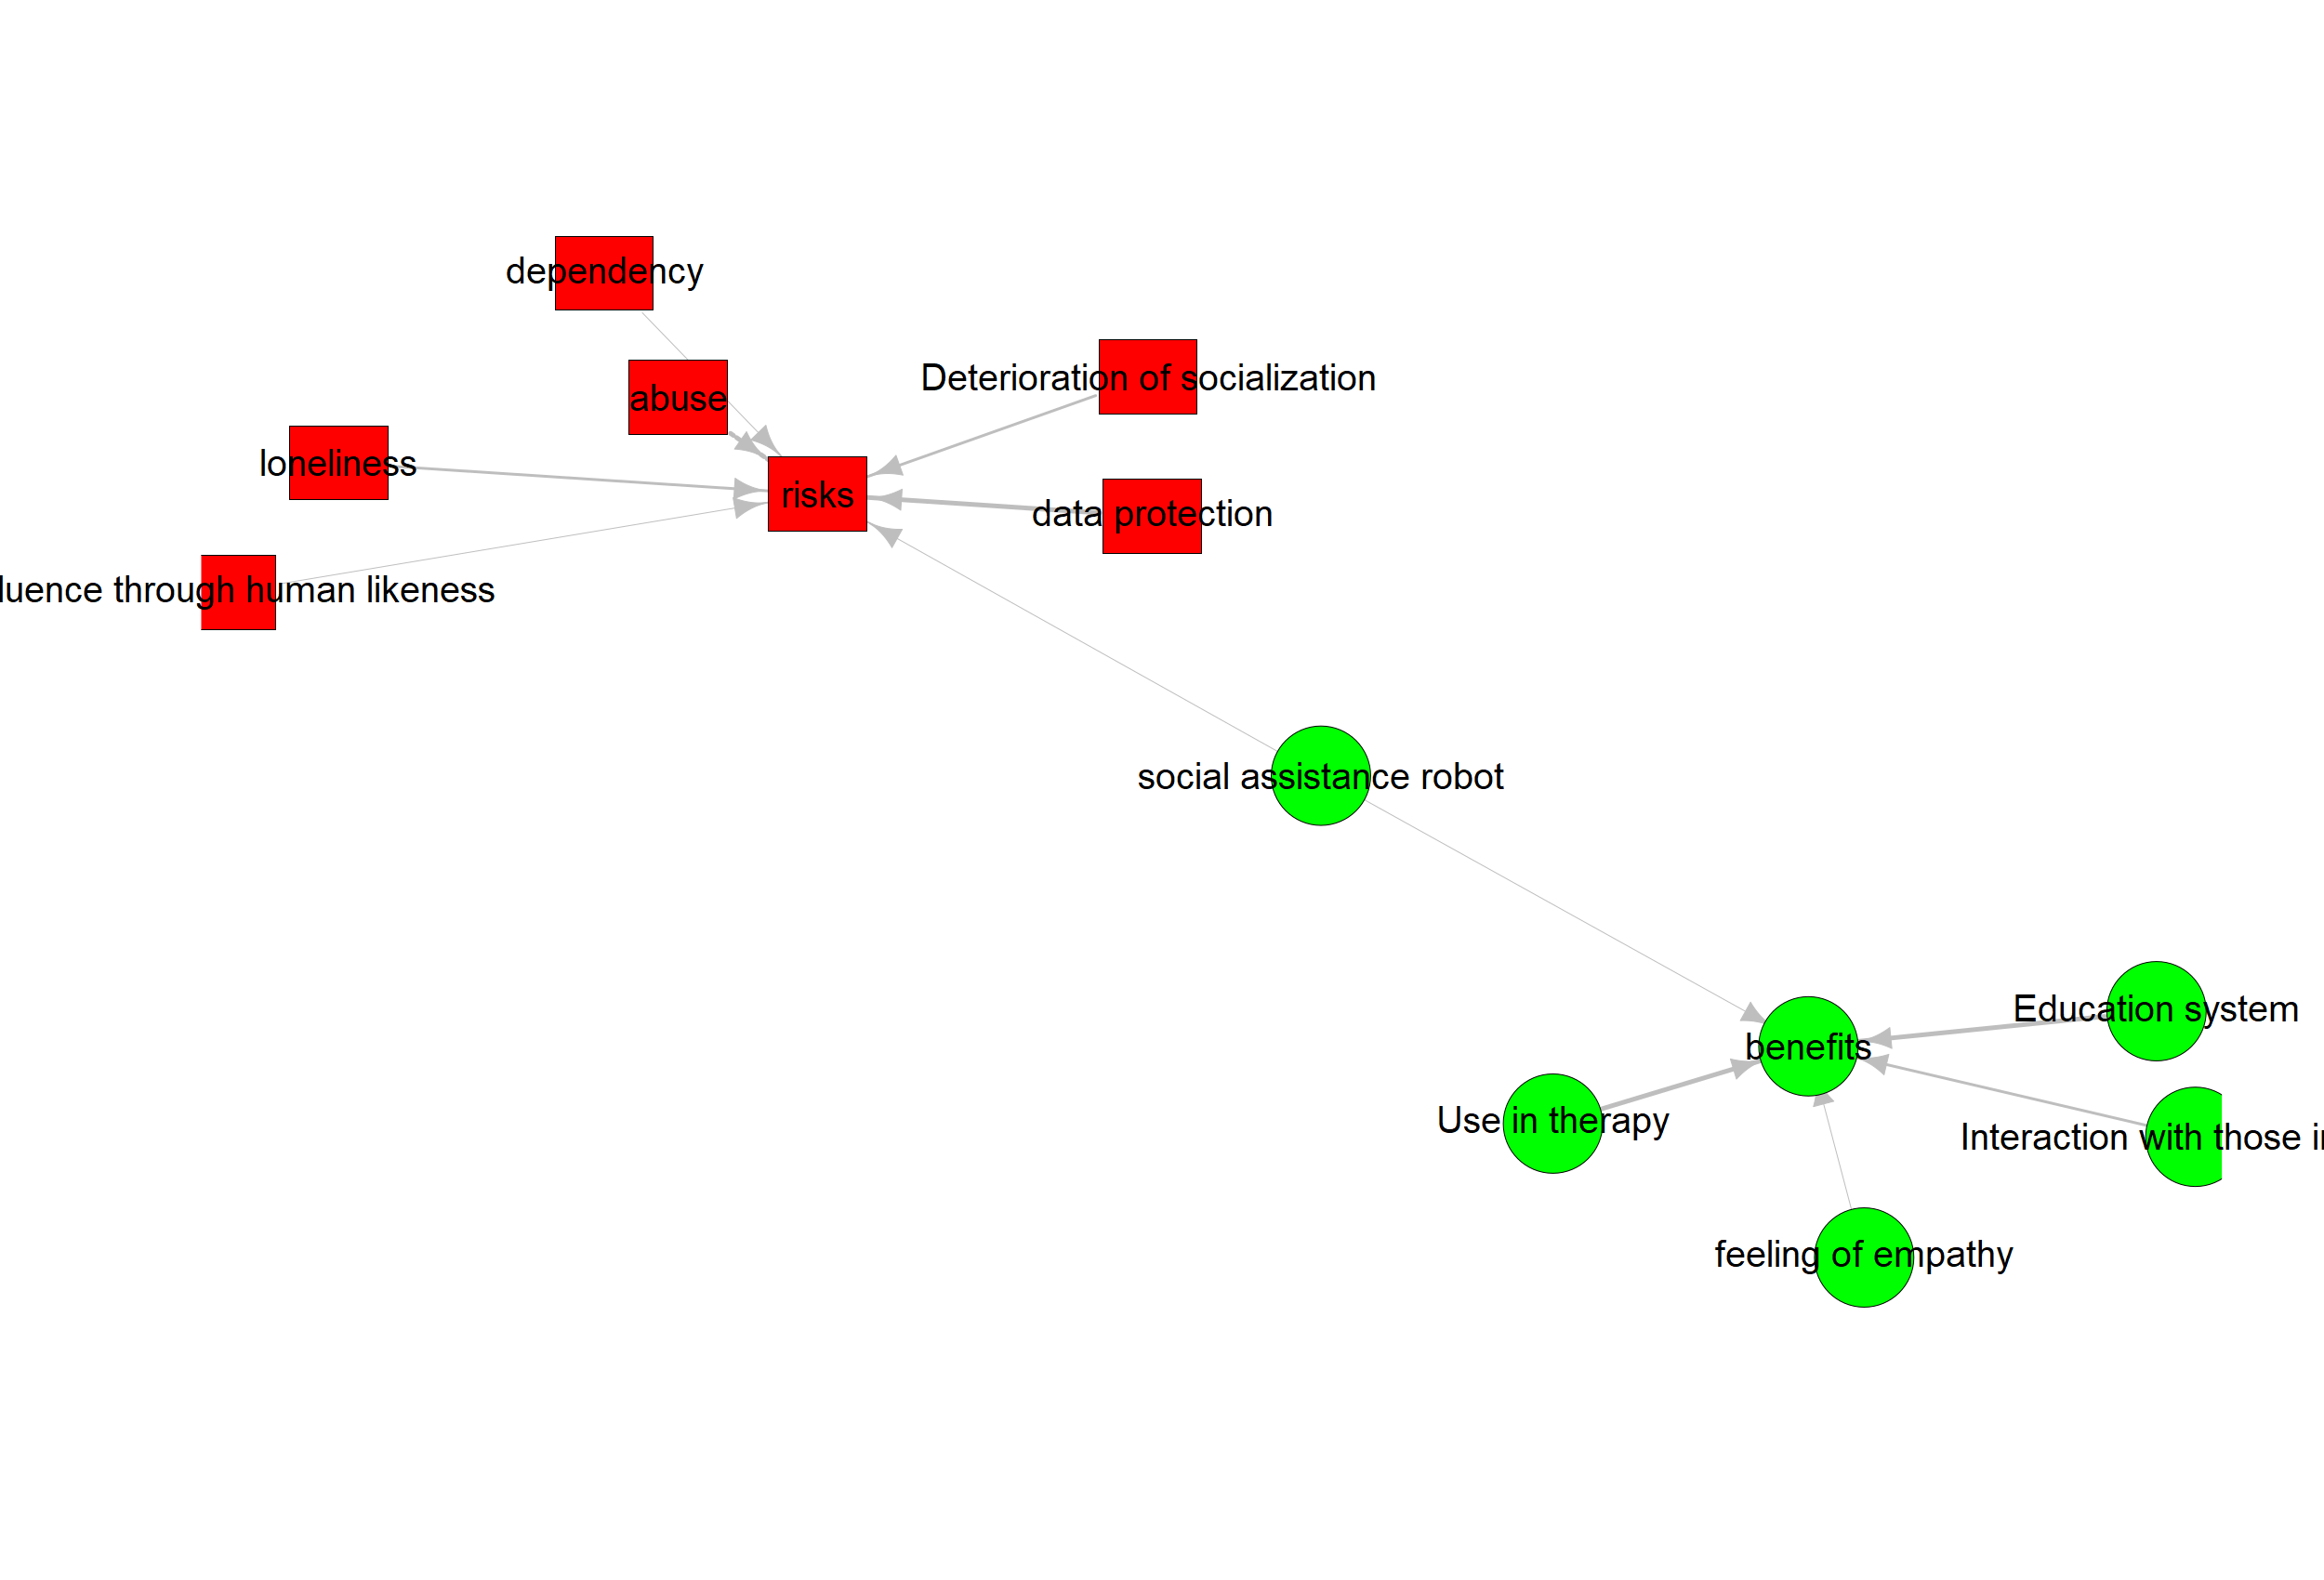 dependency
Deterioration of socialization
abuse
loneliness
risks
data protection
luence through human likeness
social assistance robot
Education system
benefits
Use in therapy
Interaction with those
feeling of empathy